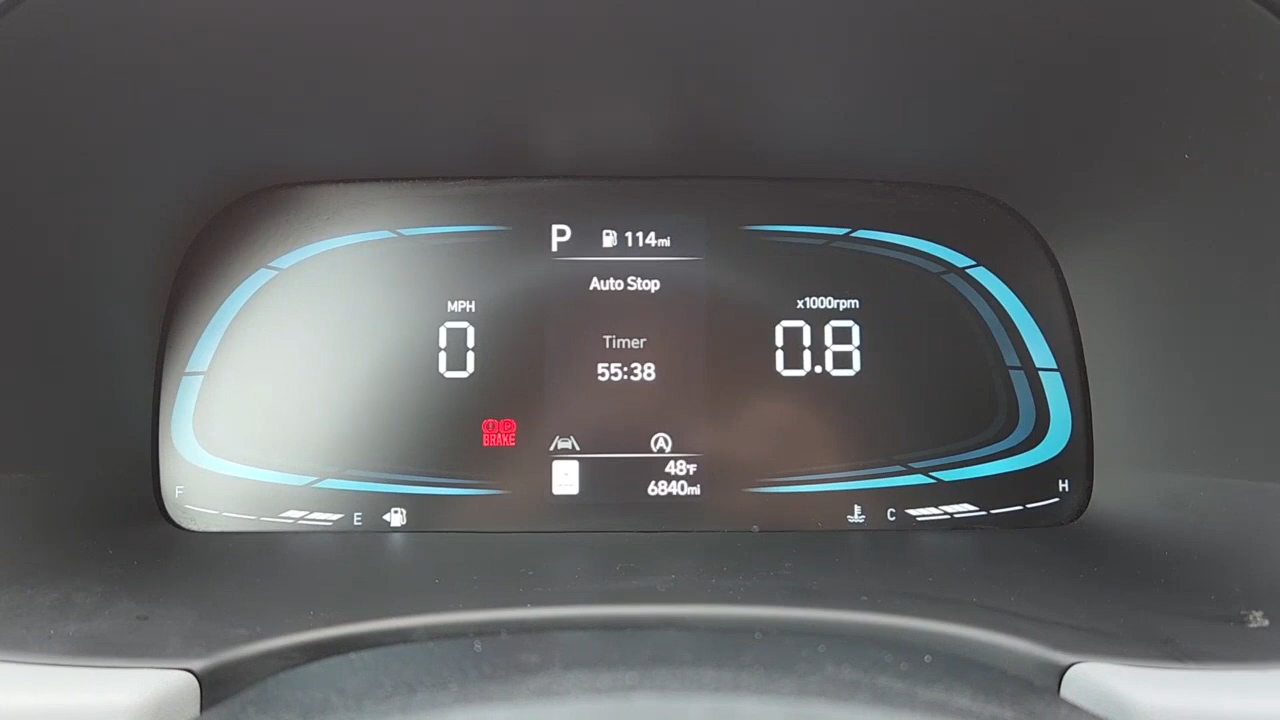 P 114mi
Auto Stop
MPH
0
x1000rpm
0.8
Timer
55:38
BRAKE
A
48°F
6840mi
F
E
C
H